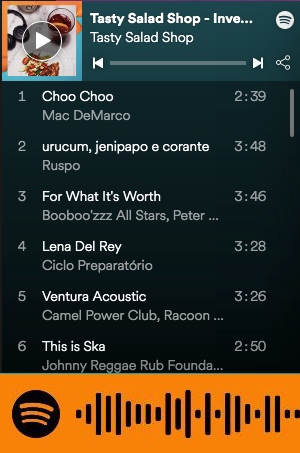 Tasty Salad Shop - Inve...
Tasty Salad Shop
1 Choo Choo 2:39
Mac DeMarco
2 urucum, jenipapo e corante 3:48
Ruspo
3 For What It's Worth 3:46
Booboo'zzz All Stars, Peter ...
4 Lena Del Rey 3:28
Ciclo Preparatório
5 Ventura Acoustic 3:26
Camel Power Club, Racoon ...
6 This is Ska 2:50
Johnny Reggae Rub Founda...